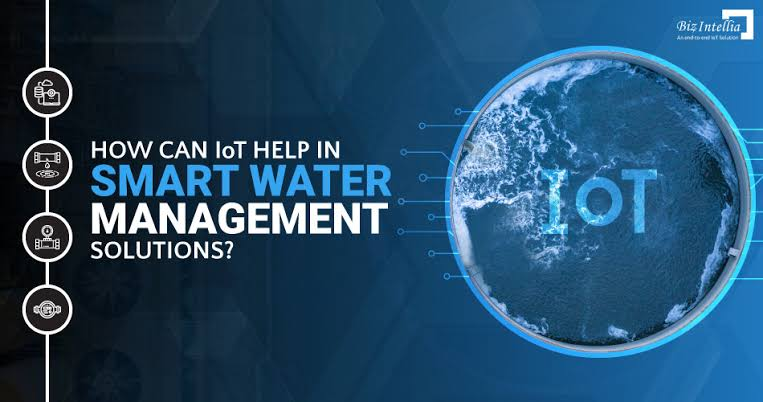 Biz Intellia
An end to end IoT Solution
HOW CAN IoT HELP IN
SMART WATER
MANAGEMENT
SOLUTIONS?
IoT